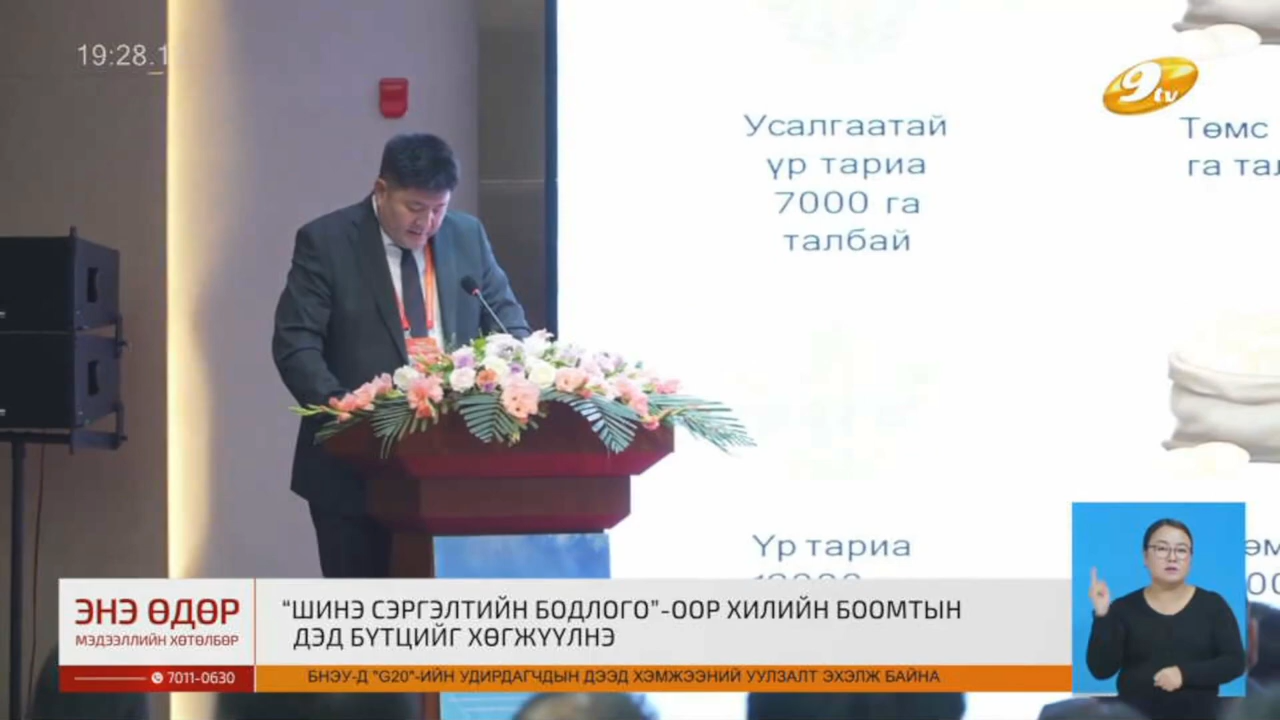 19:28.1
9tv
Усалгаатай
үр тариа
7000 га
талбай
Төмс
га
Үр тариа
ЭНЭ ӨДӨР
МЭДЭЭЛЛИЙН ХӨТӨЛБӨР
7011-0630
“ШИНЭ СЭРГЭЛТИЙН БОДЛОГО”-ООР ХИЛИЙН БООМТЫН
ДЭД БҮТЦИЙГ ХӨГЖҮҮЛНЭ
БНЭУ-Д "G20"-ИЙН УДИРДАГЧДЫН ДЭЭД ХЭМЖЭЭНИЙ УУЛЗАЛТ ЭХЭЛЖ БАЙНА